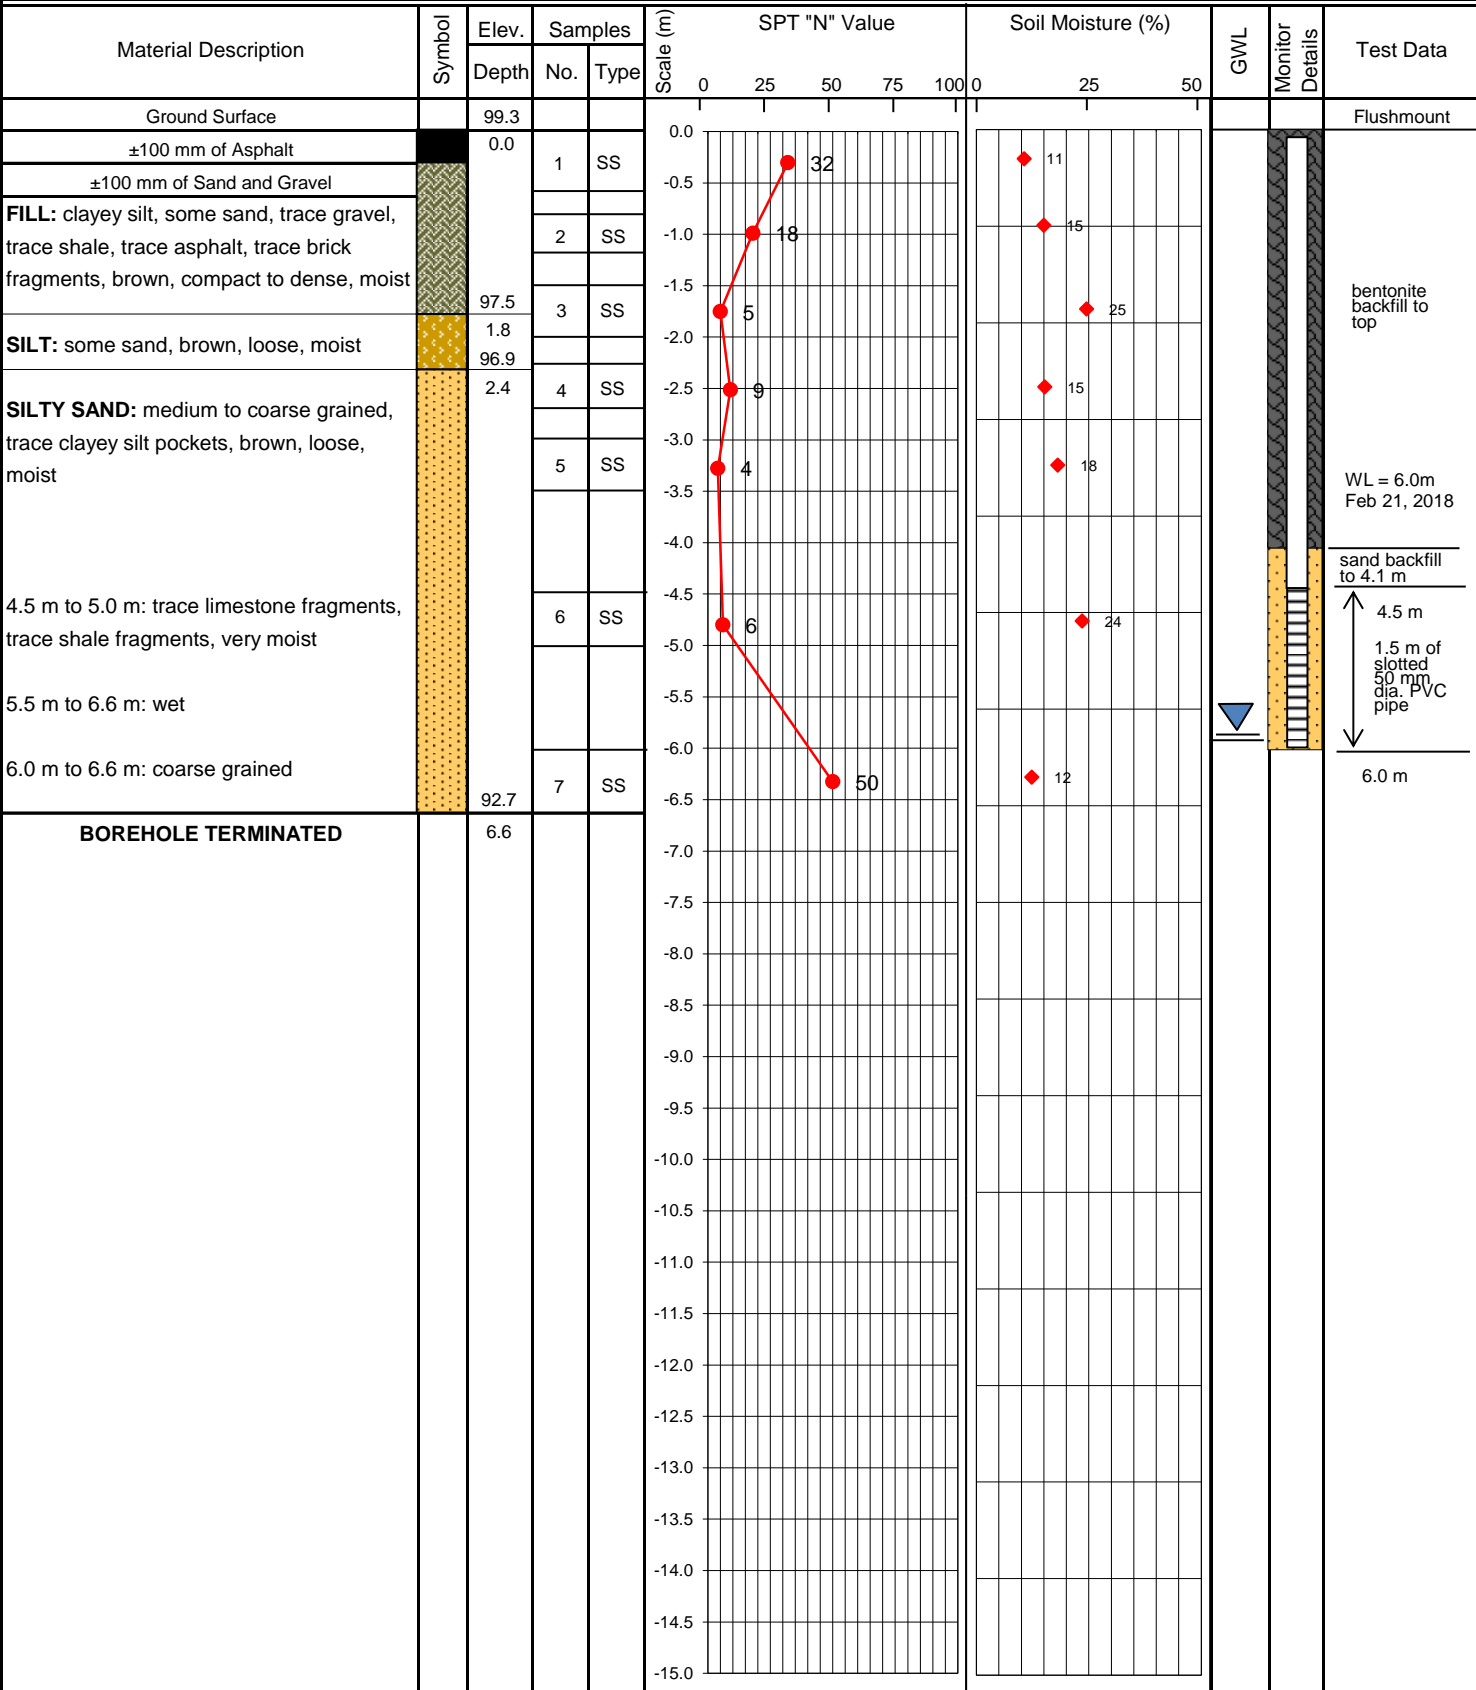 Material Description
Symbol
Elev.
Depth
Samples
No.
Type
Scale (m)
SPT "N" Value
0 25 50 75 100
Soil Moisture (%)
0 25 50
GWL
Monitor
Details
Test Data
Ground Surface
99.3
Flushmount
±100 mm of Asphalt
0.0
±100 mm of Sand and Gravel
FILL: clayey silt, some sand, trace gravel,
trace shale, trace asphalt, trace brick
fragments, brown, compact to dense, moist
97.5
1.8
SILT: some sand, brown, loose, moist
96.9
2.4
SILTY SAND: medium to coarse grained,
trace clayey silt pockets, brown, loose,
moist
4.5 m to 5.0 m: trace limestone fragments,
trace shale fragments, very moist
5.5 m to 6.6 m: wet
6.0 m to 6.6 m: coarse grained
92.7
BOREHOLE TERMINATED
6.6
1 SS
2 SS
3 SS
4 SS
5 SS
6 SS
7 SS
0.0
-0.5
-1.0
-1.5
-2.0
-2.5
-3.0
-3.5
-4.0
-4.5
-5.0
-5.5
-6.0
-6.5
-7.0
-7.5
-8.0
-8.5
-9.0
-9.5
-10.0
-10.5
-11.0
-11.5
-12.0
-12.5
-13.0
-13.5
-14.0
-14.5
-15.0
32
18
5
9
4
6
50
11
15
25
15
18
24
12
bentonite
backfill to
top
WL = 6.0m
Feb 21, 2018
sand backfill
to 4.1 m
4.5 m
1.5 m of
slotted
50 mm
dia. PVC
pipe
6.0 m